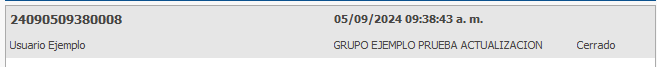 24090509380008 05/09/2024 09:38:43 a. m.
Usuario Ejemplo GRUPO EJEMPLO PRUEBA ACTUALIZACION Cerrado